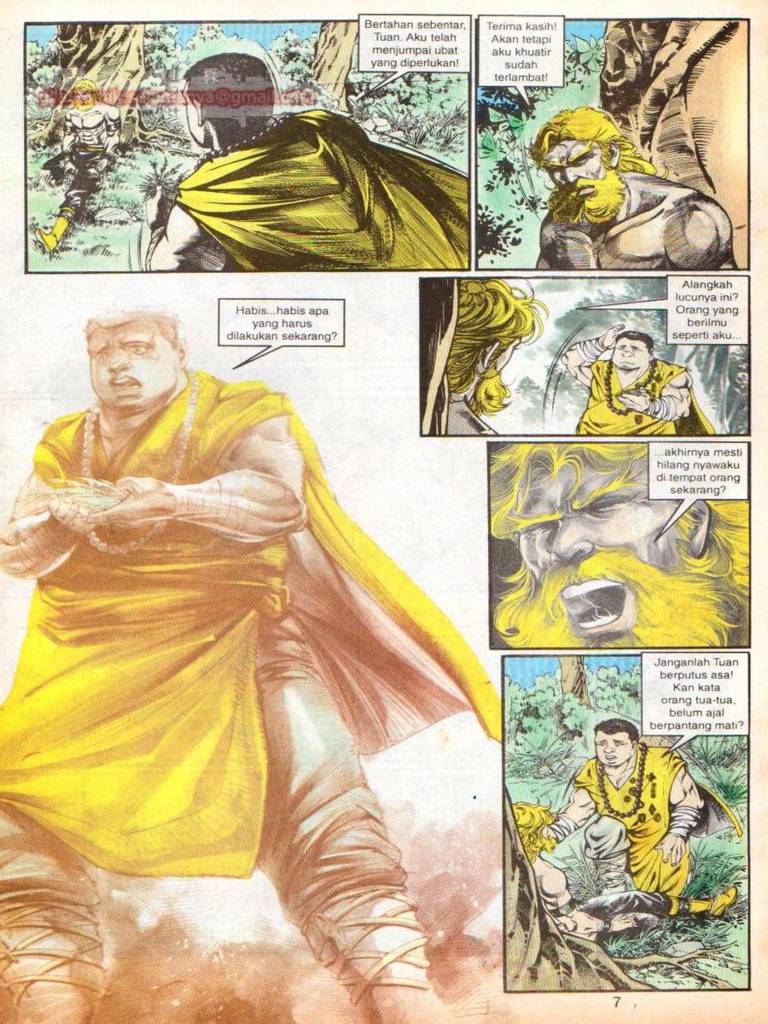 Bertahan sebentar,
Tuan. Aku telah
menjumpai ubat
yang diperlukan!
Terima kasih!
Akan tetapi
aku khuatir
sudah
terlambat!
Habis...habis apa
yang harus
dilakukan sekarang?
Alangkah
lucunya ini?
Orang yang
berilmu
seperti aku...
...akhirnya mesti
hilang nyawaku
di tempat orang
sekarang?
Janganlah Tuan
berputus asa!
Kan kata
orang tua-tua,
belum ajal
berpantang mati?
7